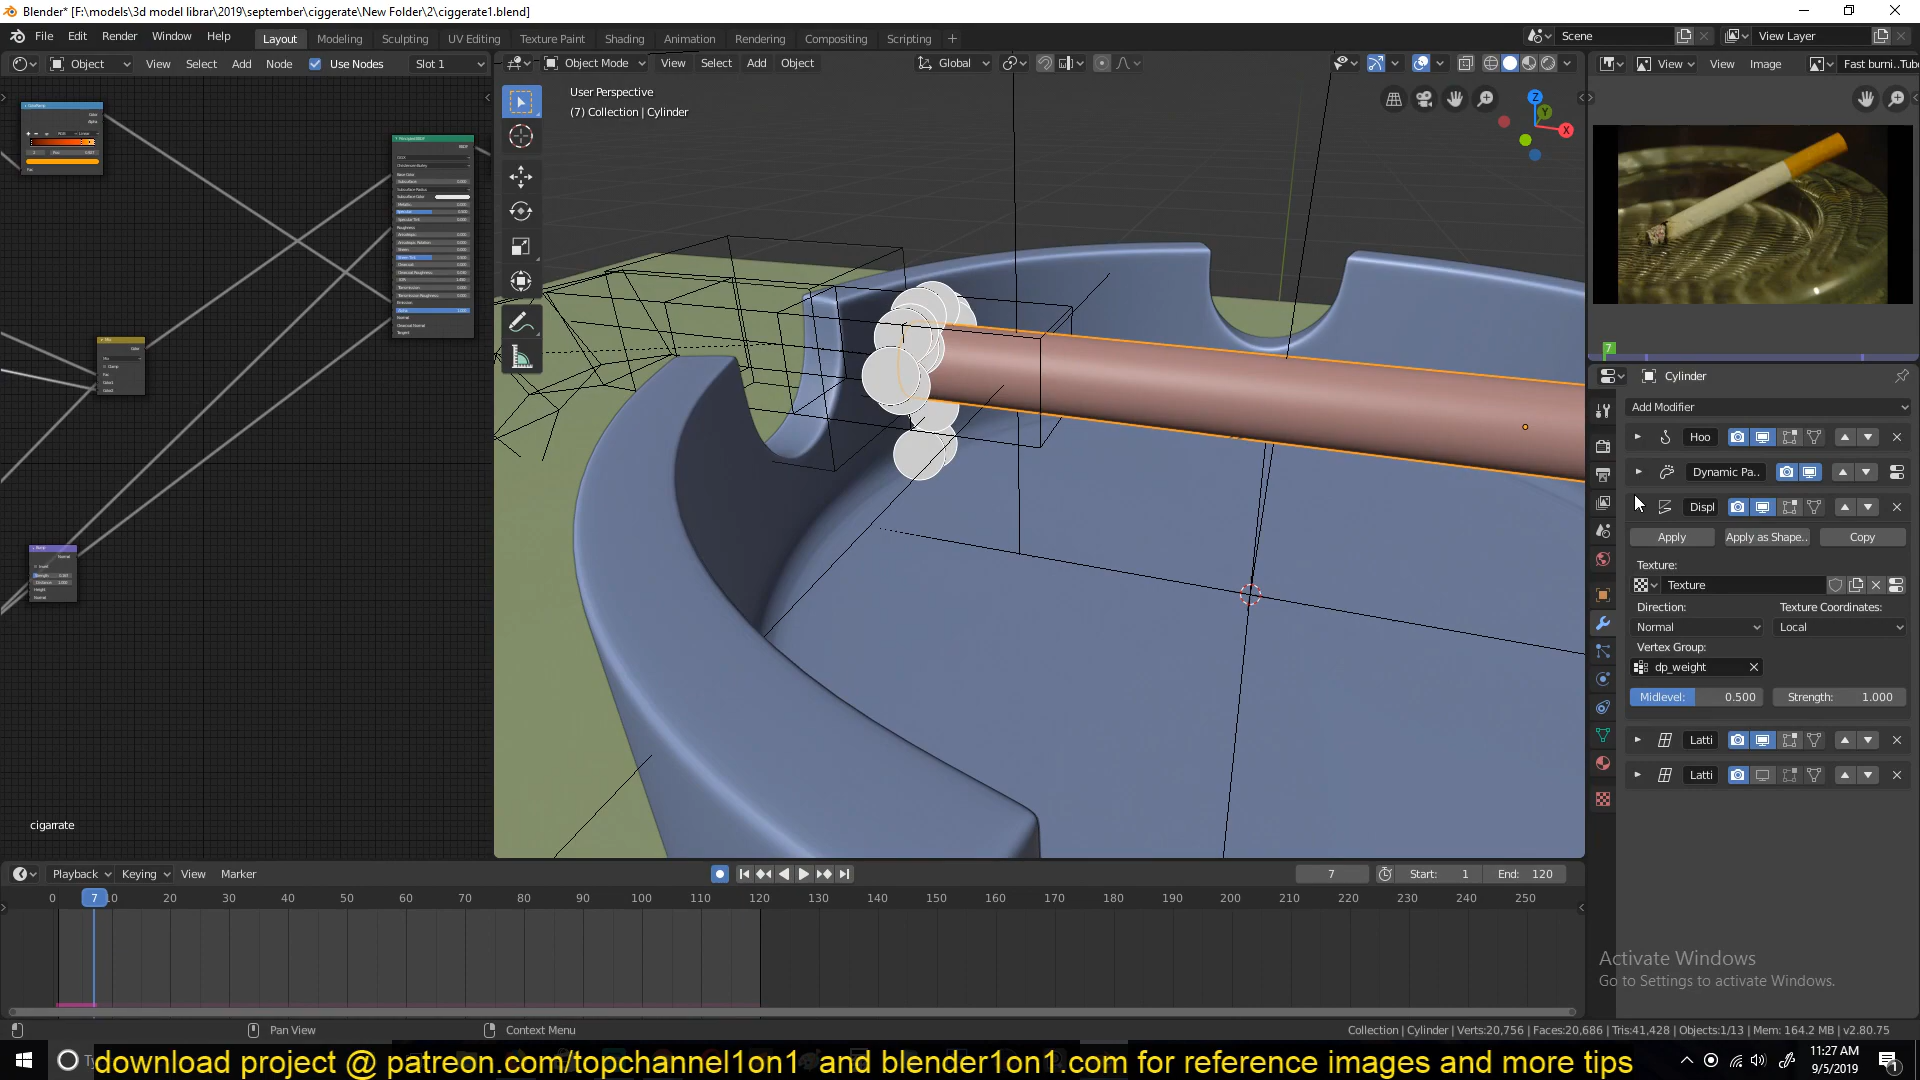 Blender* [F:\models\3d model librar\2019\september\ciggerate\New Folder\2\ciggerate1.blend]
File Edit Render Window Help Layout Modeling Sculpting UV Editing Texture Paint Shading Animation Rendering Compositing Scripting + Scene View Layer
Object View Select Add Node Use Nodes Slot 1 Object Mode View Select Add Object Global View View Image Fast burni..Tube
User Perspective
(7) Collection | Cylinder
Z
Y
X
7
Cylinder
Add Modifier
Hoo
Dynamic Pa..
Displ
Apply Apply as Shape.. Copy
Texture:
Texture
Direction: Texture Coordinates:
Normal Local
Vertex Group:
dp_weight
Midlevel: 0.500 Strength: 1.000
Latti
Latti
cigarrate
Playback Keying View Marker 7 Start: 1 End: 120
0 7 10 20 30 40 50 60 70 80 90 100 110 120 130 140 150 160 170 180 190 200 210 220 230 240 250
Activate Windows
Go to Settings to activate Windows.
Pan View Context Menu Collection | Cylinder | Verts:20,756 | Faces:20,686 | Tris:41,428 | Objects:1/13 | Mem: 164.2 MB | v2.80.75
download project @ patreon.com/topchannel1on1 and blender1on1.com for reference images and more tips
11:27 AM
9/5/2019
1